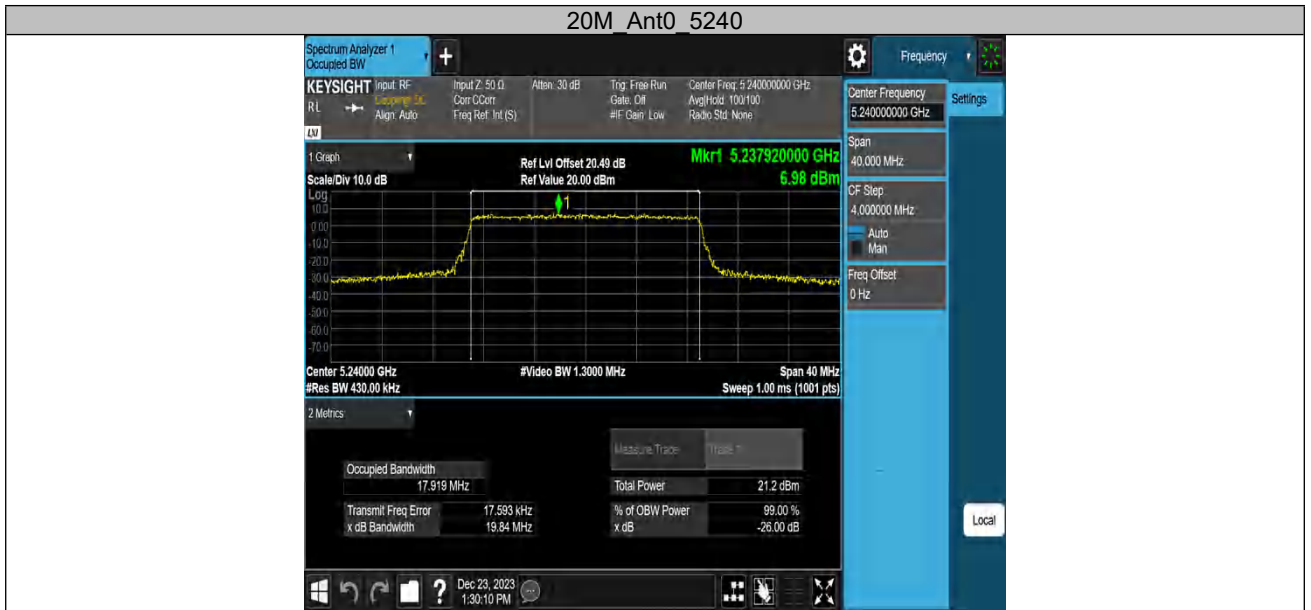 20M_Ant0_5240
Spectrum Analyzer 1
Occupied BW
+
Frequency
KEYSIGHT
Input: RF
Coupling: DC
Align: Auto
Input Z: 50 Ω
Corr CCorr
Freq Ref: Int (S)
Atten: 30 dB
Trig: Free Run
Gate: Off
#IF Gain: Low
Center Freq: 5.240000000 GHz
Avg|Hold: 100/100
Radio Std: None
RL
LXI
Center Frequency
5.240000000 GHz
Settings
Span
40.000 MHz
CF Step
4.000000 MHz
Auto
Man
Freq Offset
0 Hz
1 Graph
Scale/Div 10.0 dB
Ref Lvl Offset 20.49 dB
Ref Value 20.00 dBm
Mkr1 5.237920000 GHz
6.98 dBm
Log
10.0
0.00
-10.0
-20.0
-30.0
-40.0
-50.0
-60.0
-70.0
1
Center 5.24000 GHz
#Video BW 1.3000 MHz
Span 40 MHz
#Res BW 430.00 kHz
Sweep 1.00 ms (1001 pts)
2 Metrics
Measure Trace
Trace 1
Occupied Bandwidth
17.919 MHz
Total Power
21.2 dBm
Transmit Freq Error
17.593 kHz
% of OBW Power
99.00 %
x dB Bandwidth
19.84 MHz
x dB
-26.00 dB
Local
?
Dec 23, 2023
1:30:10 PM